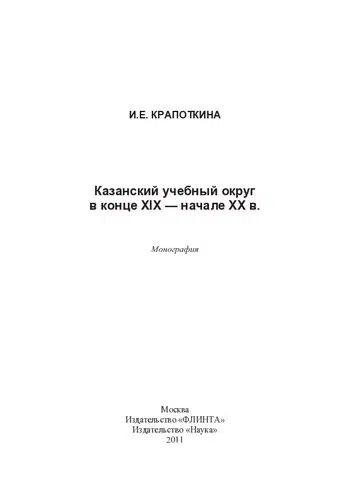 И.Е. КРАПОТКИНА
Казанский учебный округ
в конце XIX — начале XX в.
Монография
Москва
Издательство «ФЛИНТА»
Издательство «Наука»
2011